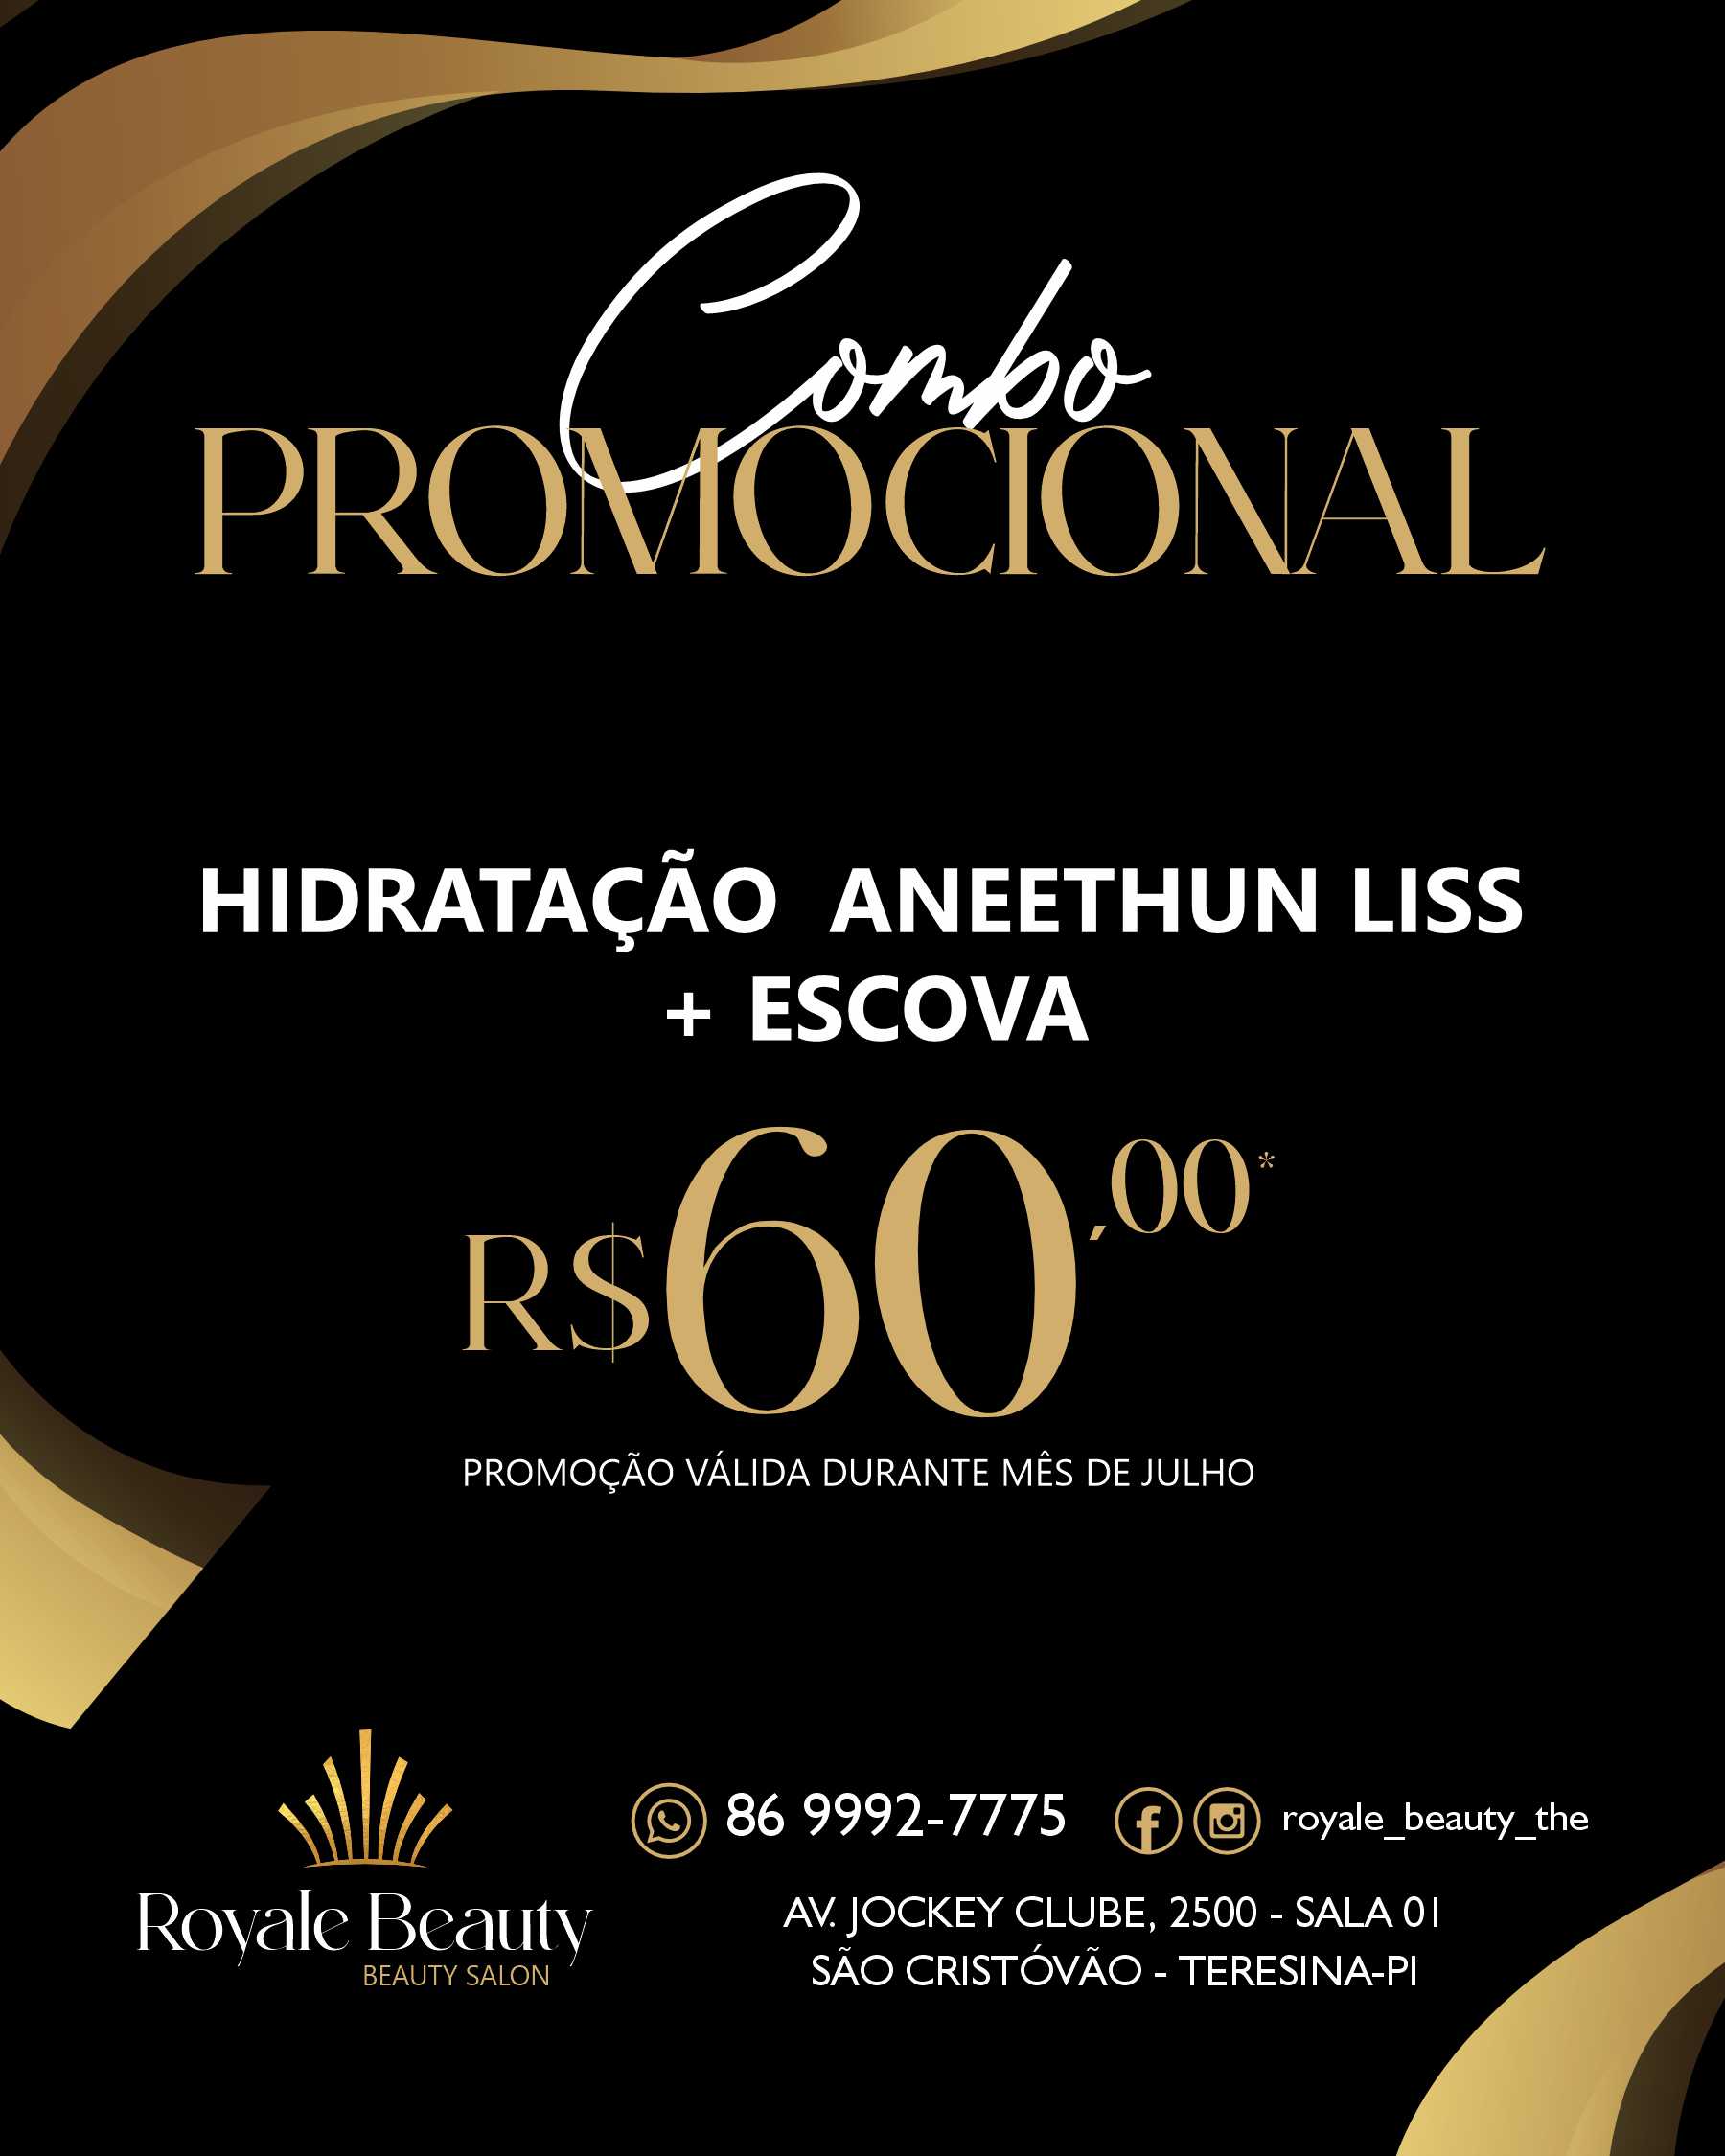 Combo
PROMOCIONAL
HIDRATAÇÃO ANEETHUN LISS
+ ESCOVA
R$60,00*
PROMOÇÃO VÁLIDA DURANTE MÊS DE JULHO
86 9992-7775 royale_beauty_the
Royale Beauty
BEAUTY SALON
AV. JOCKEY CLUBE, 2500 - SALA 01
SÃO CRISTÓVÃO - TERESINA-PI